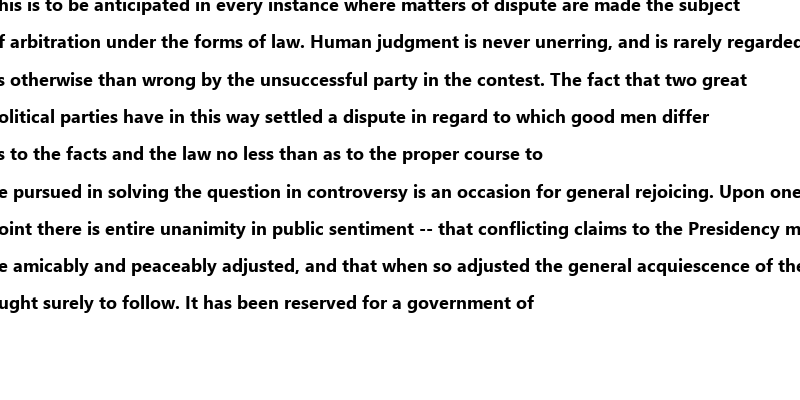 his is to be anticipated in every instance where matters of dispute are made the subject
f arbitration under the forms of law. Human judgment is never unerring, and is rarely regarded
s otherwise than wrong by the unsuccessful party in the contest. The fact that two great
olitical parties have in this way settled a dispute in regard to which good men differ
s to the facts and the law no less than as to the proper course to
e pursued in solving the question in controversy is an occasion for general rejoicing. Upon one
oint there is entire unanimity in public sentiment -- that conflicting claims to the Presidency m
e amicably and peaceably adjusted, and that when so adjusted the general acquiescence of the
ught surely to follow. It has been reserved for a government of